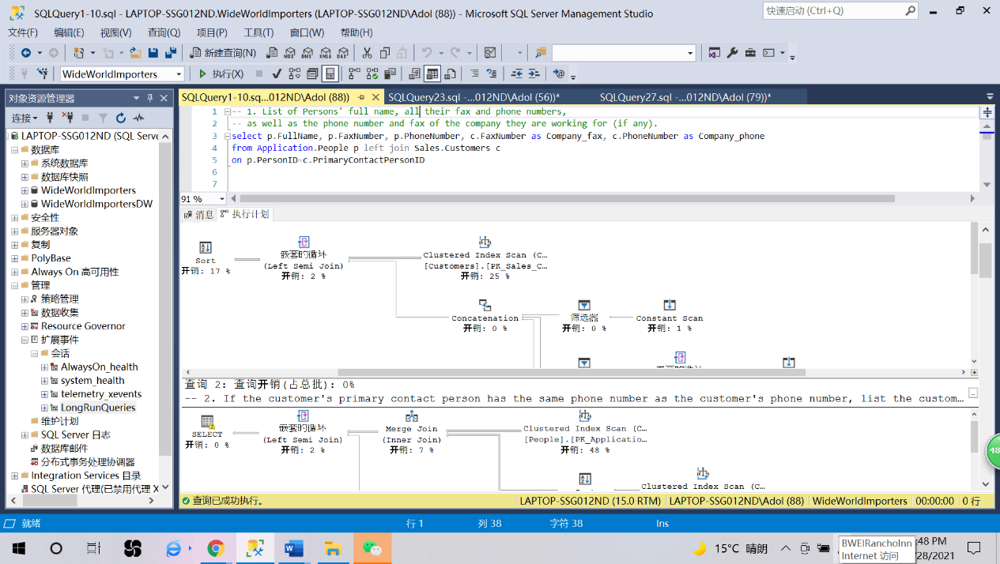 SQLQuery1-10.sql - LAPTOP-SSG012ND.WideWorldImporters (LAPTOP-SSG012ND\Adol (88)) - Microsoft SQL Server Management Studio
快速启动 (Ctrl+Q)
文件(F) 编辑(E) 视图(V) 查询(Q) 项目(P) 工具(T) 窗口(W) 帮助(H)
新建查询(N)
MDX DMX XMLA DAX
WideWorldImporters
执行(X)
对象资源管理器
连接
LAPTOP-SSG012ND (SQL Serve
数据库
系统数据库
数据库快照
WideWorldImporters
WideWorldImportersDW
安全性
服务器对象
复制
PolyBase
Always On 高可用性
管理
策略管理
数据收集
Resource Governor
扩展事件
会话
AlwaysOn_health
system_health
telemetry_xevents
LongRunQueries
维护计划
SQL Server 日志
数据库邮件
分布式事务处理协调器
Integration Services 目录
SQL Server 代理(已禁用代理 X
SQLQuery1-10.sq...012ND\Adol (88)) SQLQuery23.sql -...012ND\Adol (56))* SQLQuery27.sql -...012ND\Adol (79))*
1 -- 1. List of Persons' full name, all their fax and phone numbers,
2 -- as well as the phone number and fax of the company they are working for (if any).
3 select p.FullName, p.FaxNumber, p.PhoneNumber, c.FaxNumber as Company_fax, c.PhoneNumber as Company_phone
4 from Application.People p left join Sales.Customers c
5 on p.PersonID=c.PrimaryContactPersonID
6
7
91 %
消息 执行计划
Sort
开销: 17 %
嵌套的循环
(Left Semi Join)
开销: 2 %
Clustered Index Scan (C...
[Customers].[PK_Sales_C...
开销: 25 %
Concatenation
开销: 0 %
筛选器
开销: 0 %
Constant Scan
开销: 1 %
查询 2: 查询开销(占总批): 0%
-- 2. If the customer's primary contact person has the same phone number as the customer's phone number, list the custom...
SELECT
开销: 0 %
嵌套的循环
(Left Semi Join)
开销: 2 %
Merge Join
(Inner Join)
开销: 7 %
Clustered Index Scan (C...
[People].[PK_Applicatio...
开销: 48 %
Clustered Index Scan (C...
查询已成功执行。
LAPTOP-SSG012ND (15.0 RTM) LAPTOP-SSG012ND\Adol (88) WideWorldImporters 00:00:00 0 行
就绪 行 1 列 38 字符 38 Ins
48
15°C 晴朗
BWEIRanchoInn
Internet 访问
:48 PM
/28/2021